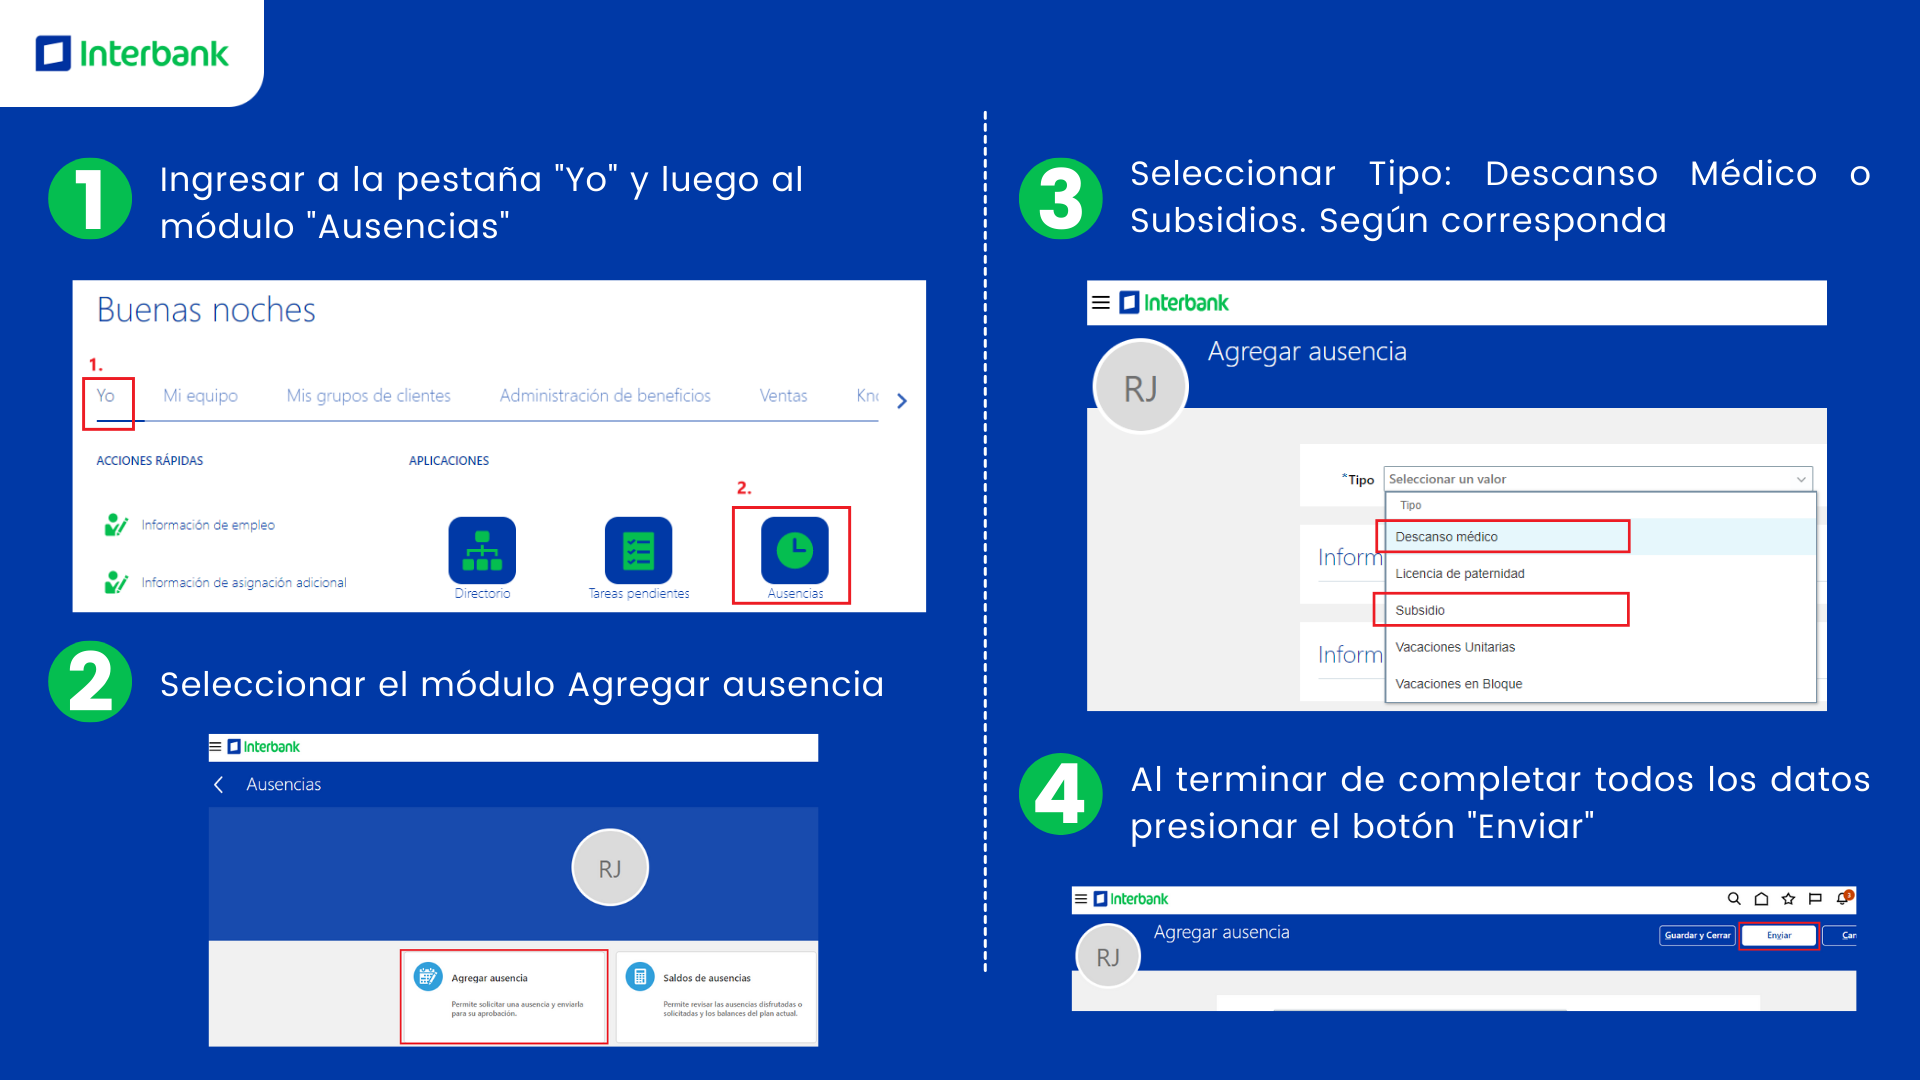 Interbank
1
Ingresar a la pestaña "Yo" y luego al
módulo "Ausencias"
Buenas noches
1.
Yo Mi equipo Mis grupos de clientes Administración de beneficios Ventas
ACCIONES RÁPIDAS APLICACIONES
2.
Información de empleo
Información de asignación adicional
Directorio Tareas pendientes Ausencias
2
Seleccionar el módulo Agregar ausencia
Interbank
Ausencias
RJ
Agregar ausencia
Permite solicitar una ausencia y enviarla
para su aprobación.
Saldos de ausencias
Permite revisar las ausencias disfrutadas o
solicitadas y los balances del plan actual.
3
Seleccionar Tipo: Descanso Médico o
Subsidios. Según corresponda
Interbank
Agregar ausencia
RJ
*Tipo Seleccionar un valor
Tipo
Descanso médico
Inform
Licencia de paternidad
Subsidio
Vacaciones Unitarias
Inform
Vacaciones en Bloque
4
Al terminar de completar todos los datos
presionar el botón "Enviar"
Interbank
Agregar ausencia
RJ
Guardar y Cerrar Enviar Can